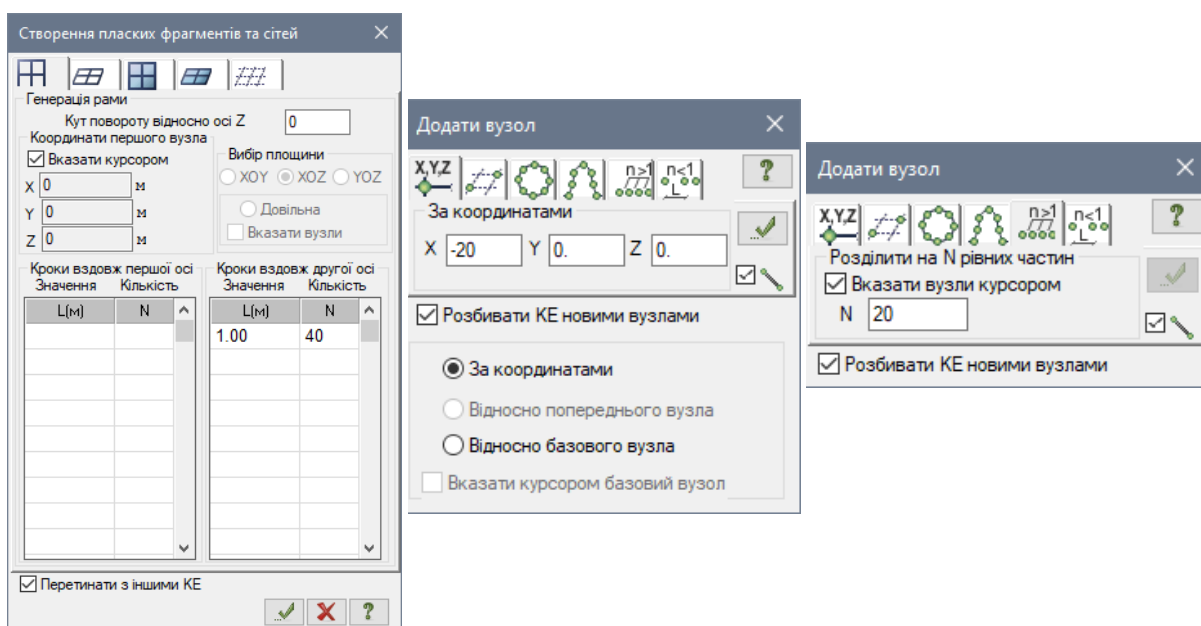 Створення пласких фрагментів та сітей
Генерація рами
Кут повороту відносно осі Z 0
Координати першого вузла
Вказати курсором
X 0 м
Y 0 м
Z 0 м
Вибір площини
XOY XOZ YOZ
Довільна
Вказати вузли
Кроки вздовж першої осі
Значення Кількість
L(м) N
Кроки вздовж другої осі
Значення Кількість
L(м) N
1.00 40
Перетинати з іншими КЕ
?
Додати вузол
X,Y,Z n≥1 n<1 L ?
За координатами
X -20 Y 0. Z 0.
Розбивати КЕ новими вузлами
За координатами
Відносно попереднього вузла
Відносно базового вузла
Вказати курсором базовий вузол
Додати вузол
X,Y,Z n≥1 n<1 L ?
Розділити на N рівних частин
Вказати вузли курсором
N 20
Розбивати КЕ новими вузлами